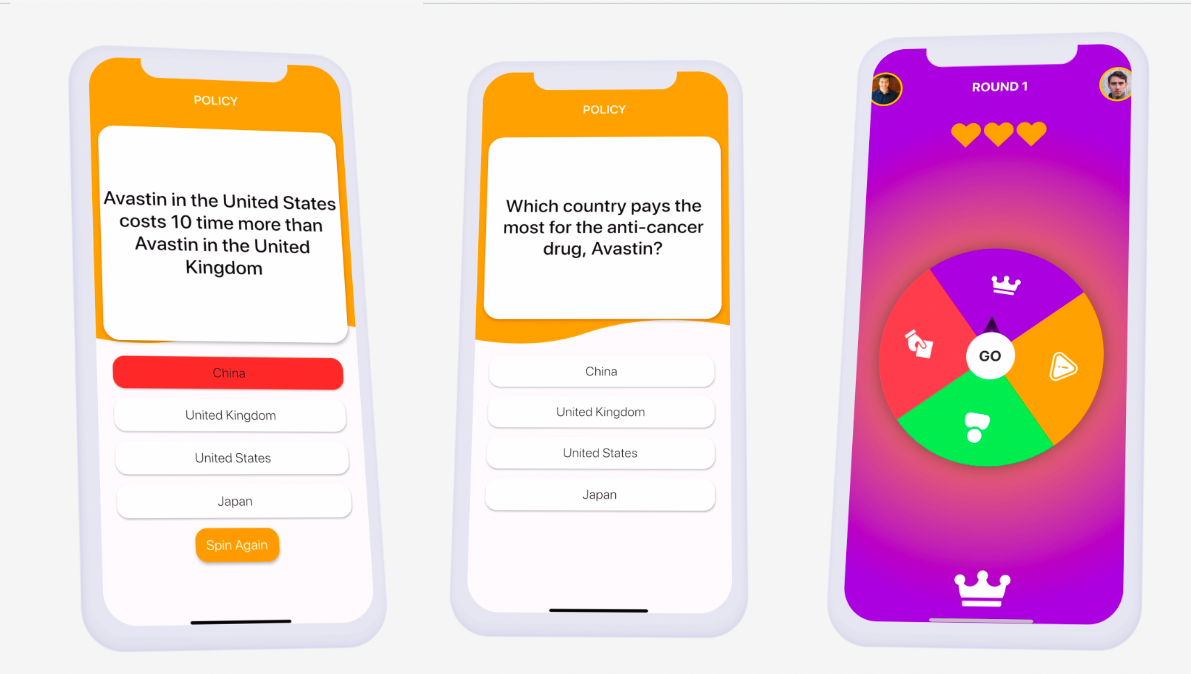 POLICY
Avastin in the United States
costs 10 time more than
Avastin in the United
Kingdom
China
United Kingdom
United States
Japan
Spin Again
POLICY
Which country pays the
most for the anti-cancer
drug, Avastin?
China
United Kingdom
United States
Japan
ROUND 1
GO